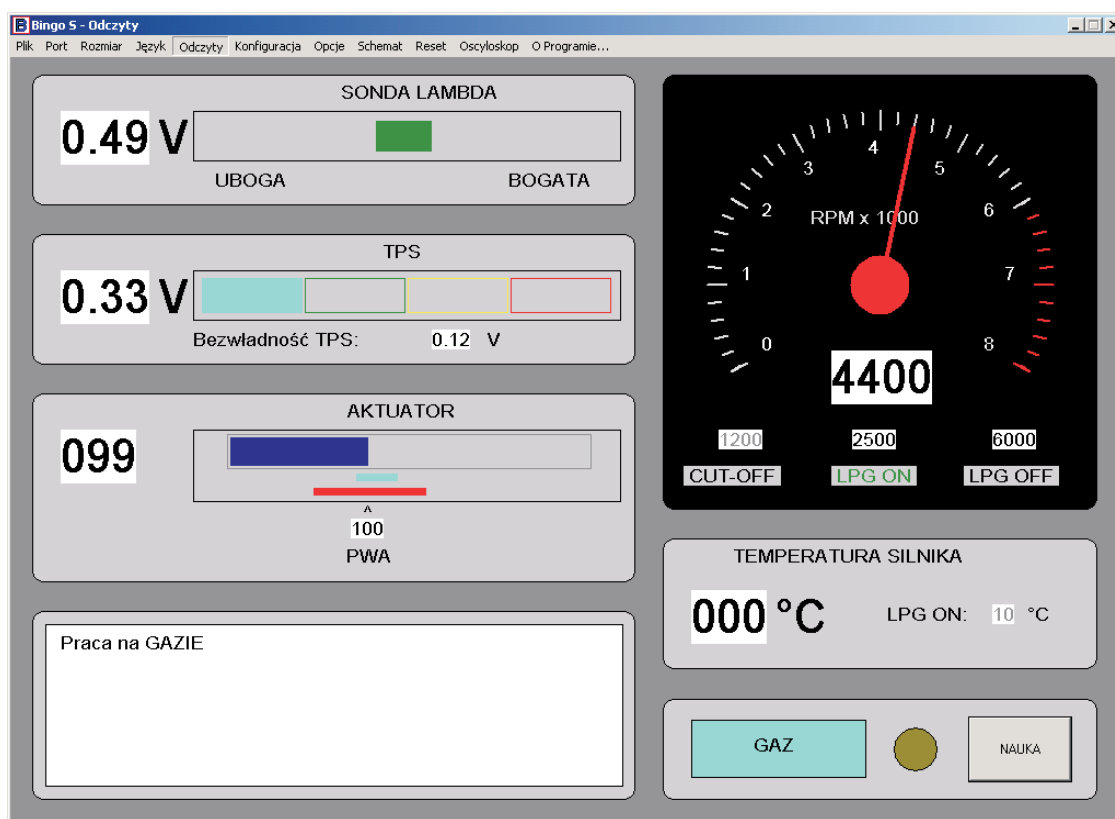 Bingo S - Odczyty
Plik Port Rozmiar Język Odczyty Konfiguracja Opcje Schemat Reset Oscyloskop O Programie...
SONDA LAMBDA
0.49 V
UBOGA BOGATA
TPS
0.33 V
Bezwładność TPS: 0.12 V
AKTUATOR
099
^
100
PWA
Praca na GAZIE
0 1 2 3 4 5 6 7 8
RPM x 1000
4400
1200 2500 6000
CUT-OFF LPG ON LPG OFF
TEMPERATURA SILNIKA
000 °C LPG ON: 10 °C
GAZ NAUKA